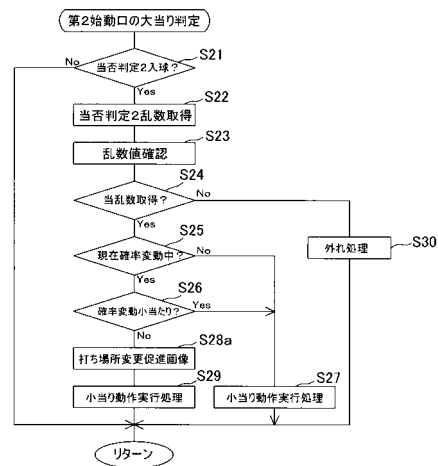 第2始動口の大当り判定
S21
No
当否判定2入球?
Yes
S22
当否判定2乱数取得
S23
乱数値確認
S24
当乱数取得?
No
Yes
S25
現在確率変動中?
No
S30
外れ処理
Yes
S26
確率変動小当たり?
Yes
No
S28a
打ち場所変更促進画像
S29
小当り動作実行処理
S27
小当り動作実行処理
リターン